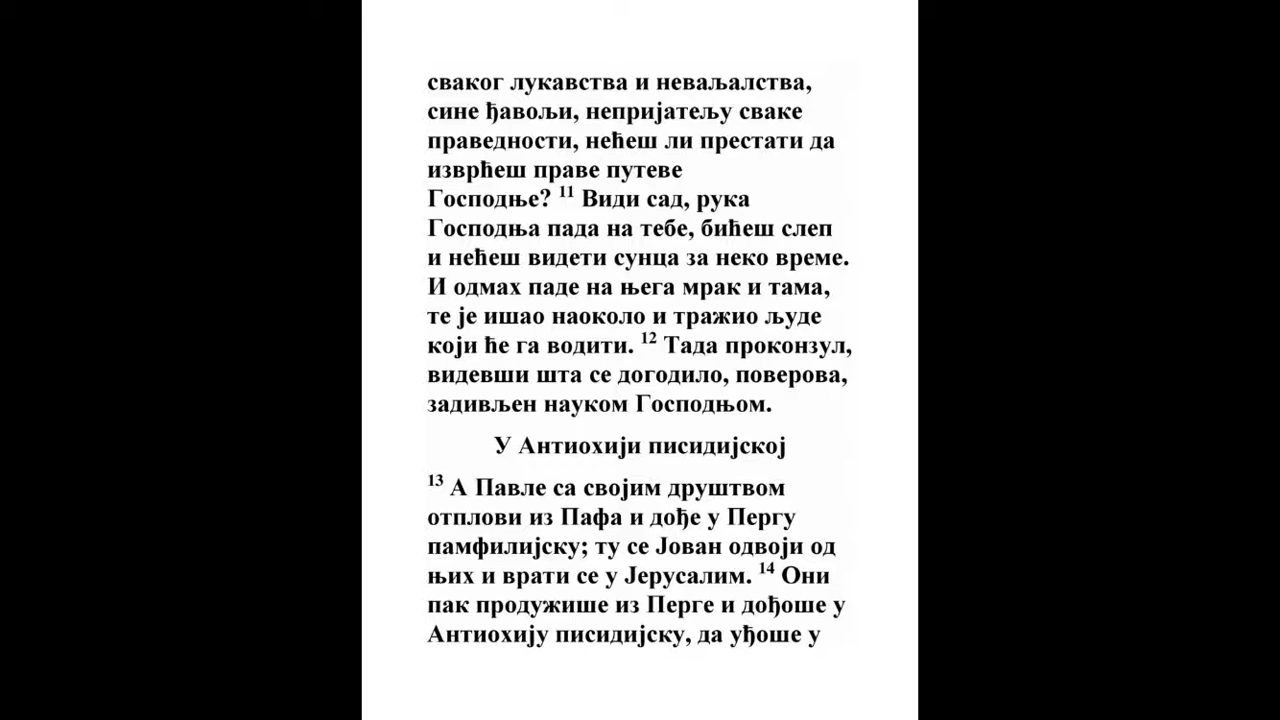 сваког лукавства и неваљалства,
сине ђавољи, непријатељу сваке
праведности, нећеш ли престати да
изврћеш праве путеве
Господње? 11 Види сад, рука
Господња пада на тебе, бићеш слеп
и нећеш видети сунца за неко време.
И одмах паде на њега мрак и тама,
те је ишао наоколо и тражио људе
који ће га водити. 12 Тада проконзул,
видевши шта се догодило, поверова,
задивљен науком Господњом.
У Антиохији писидијској
13 А Павле са својим друштвом
отплови из Пафа и дође у Пергу
памфилијску; ту се Јован одвоји од
њих и врати се у Јерусалим. 14 Они
пак продужише из Перге и дођоше у
Антиохију писидијску, да уђоше у